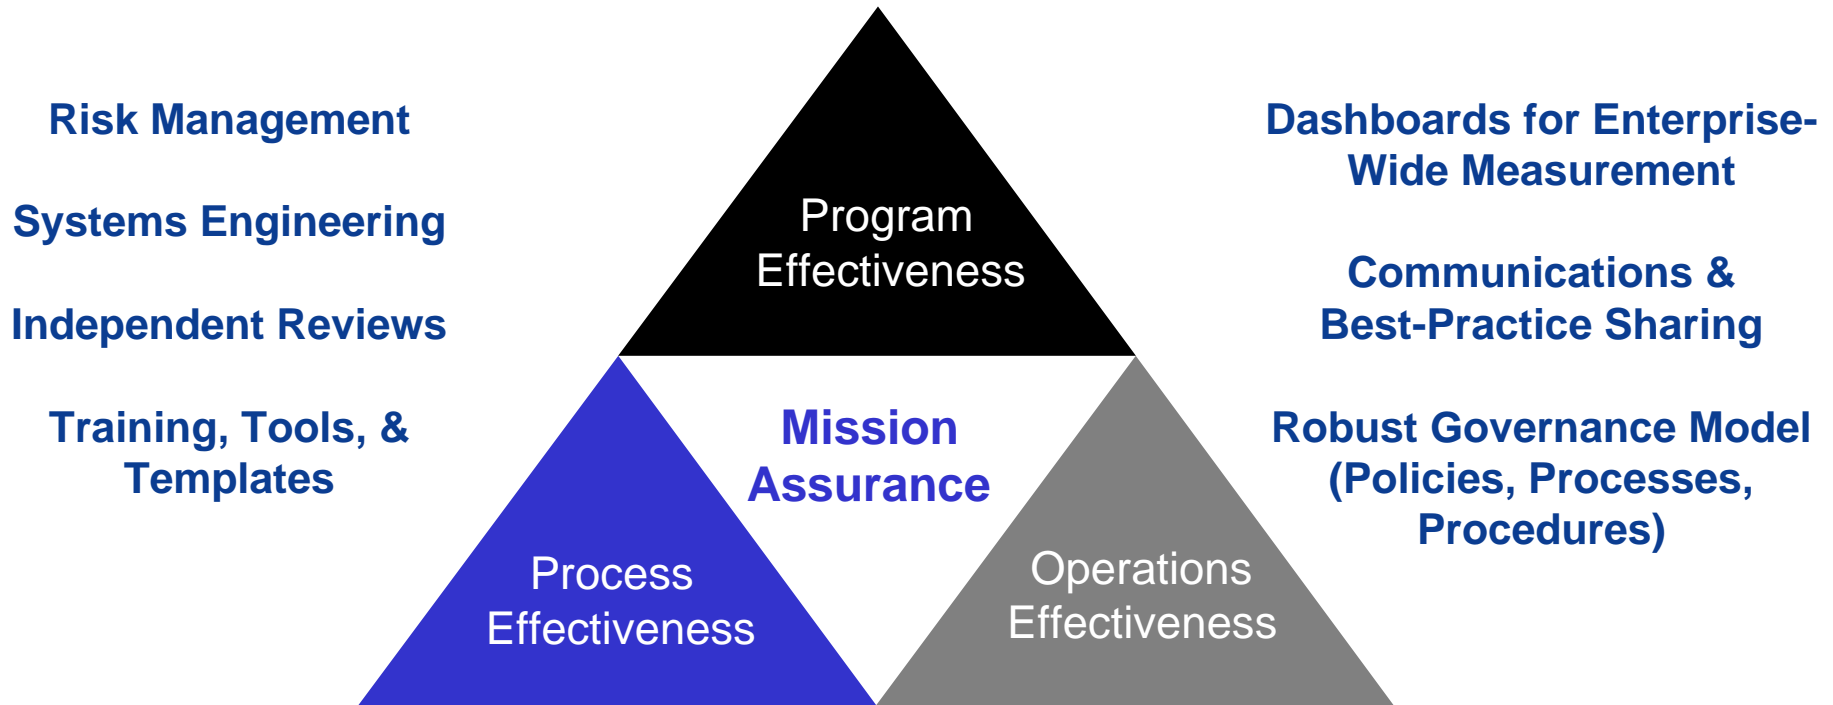 Risk Management
Systems Engineering
Independent Reviews
Training, Tools, &
Templates
Program
Effectiveness
Mission
Assurance
Process
Effectiveness
Operations
Effectiveness
Dashboards for Enterprise-
Wide Measurement
Communications &
Best-Practice Sharing
Robust Governance Model
(Policies, Processes,
Procedures)